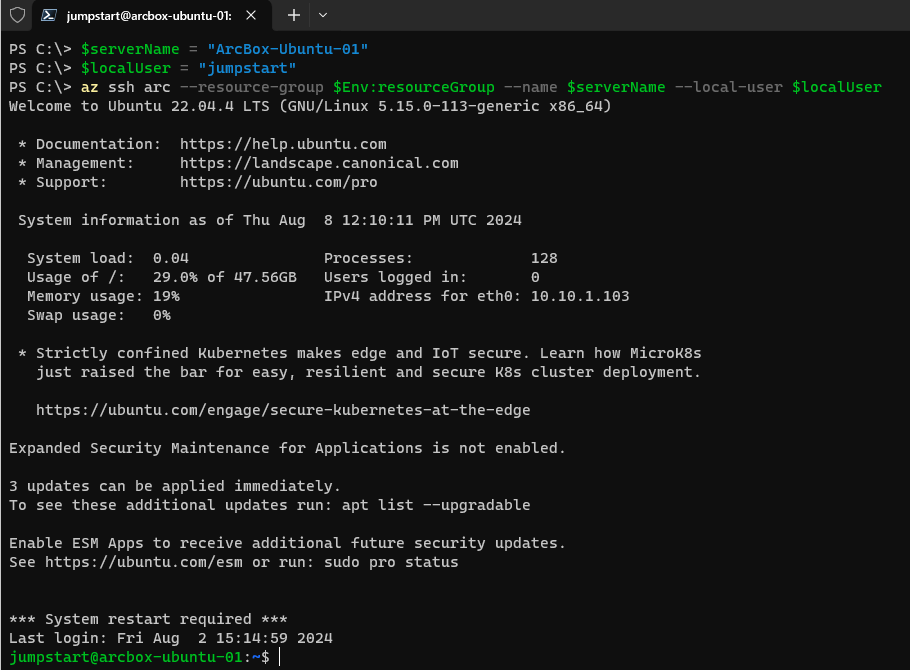 jumpstart@arcbox-ubuntu-01:
PS C:\> $serverName = "ArcBox-Ubuntu-01"
PS C:\> $localUser = "jumpstart"
PS C:\> az ssh arc --resource-group $Env:resourceGroup --name $serverName --local-user $localUser
Welcome to Ubuntu 22.04.4 LTS (GNU/Linux 5.15.0-113-generic x86_64)

 * Documentation:  https://help.ubuntu.com
 * Management:     https://landscape.canonical.com
 * Support:        https://ubuntu.com/pro

 System information as of Thu Aug  8 12:10:11 PM UTC 2024

  System load:  0.04               Processes:             128
  Usage of /:   29.0% of 47.56GB   Users logged in:       0
  Memory usage: 19%                IPv4 address for eth0: 10.10.1.103
  Swap usage:   0%

 * Strictly confined Kubernetes makes edge and IoT secure. Learn how MicroK8s
   just raised the bar for easy, resilient and secure K8s cluster deployment.

   https://ubuntu.com/engage/secure-kubernetes-at-the-edge

Expanded Security Maintenance for Applications is not enabled.

3 updates can be applied immediately.
To see these additional updates run: apt list --upgradable

Enable ESM Apps to receive additional future security updates.
See https://ubuntu.com/esm or run: sudo pro status


*** System restart required ***
Last login: Fri Aug  2 15:14:59 2024
jumpstart@arcbox-ubuntu-01:~$